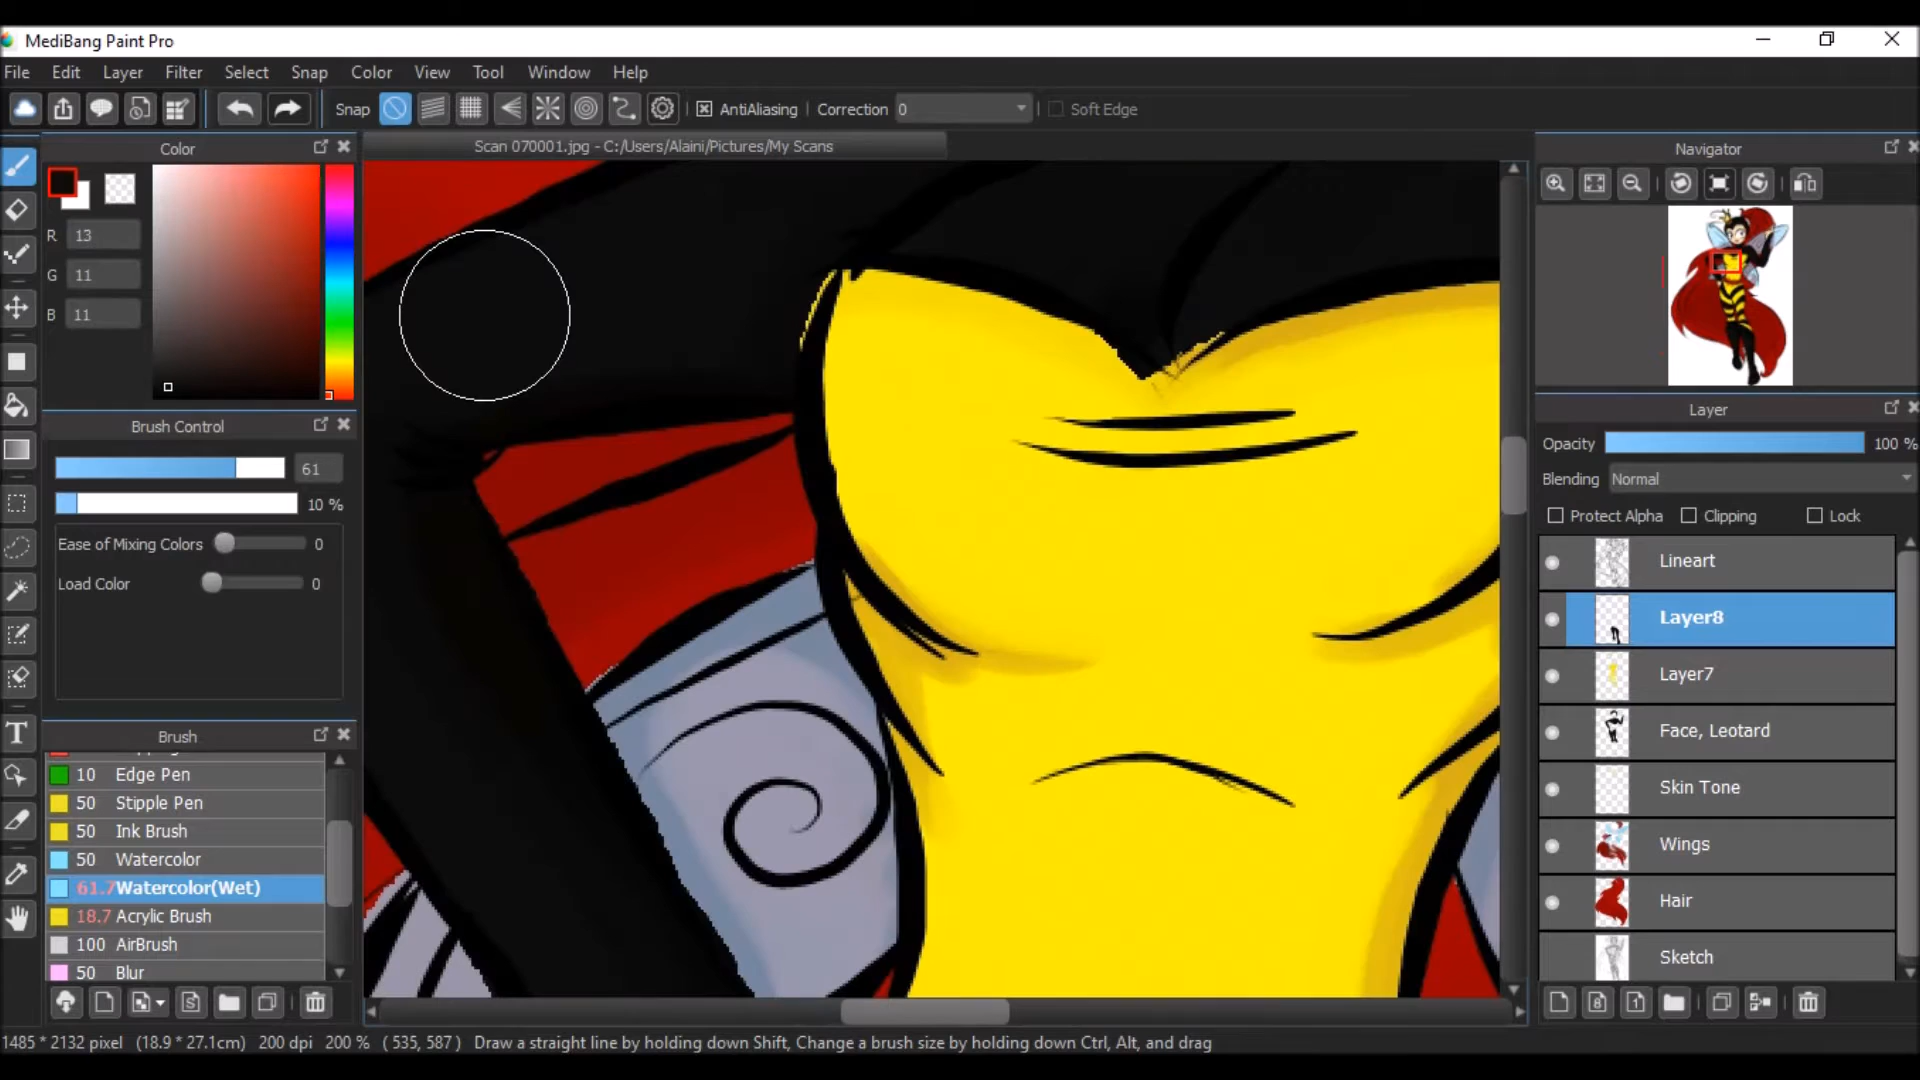 MediBang Paint Pro
File Edit Layer Filter Select Snap Color View Tool Window Help
Snap AntiAliasing Correction 0 Soft Edge
Scan 070001.jpg - C:/Users/Alaini/Pictures/My Scans
Color
R 13
G 11
B 11
Brush Control
61
10 %
Ease of Mixing Colors 0
Load Color 0
Brush
10 Edge Pen
50 Stipple Pen
50 Ink Brush
50 Watercolor
61.7 Watercolor(Wet)
18.7 Acrylic Brush
100 AirBrush
50 Blur
Navigator
Layer
Opacity 100 %
Blending Normal
Protect Alpha Clipping Lock
Lineart
Layer8
Layer7
Face, Leotard
Skin Tone
Wings
Hair
Sketch
T
S
8
1
1485 * 2132 pixel (18.9 * 27.1cm) 200 dpi 200 % ( 535, 587 ) Draw a straight line by holding down Shift, Change a brush size by holding down Ctrl, Alt, and drag